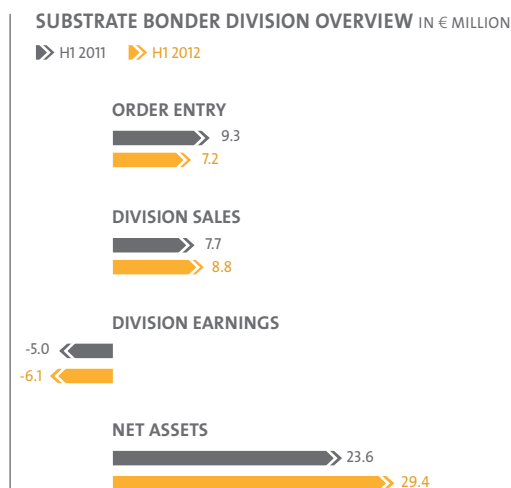 SUBSTRATE BONDER DIVISION OVERVIEW IN € MILLION
H1 2011 H1 2012
ORDER ENTRY
9.3
7.2
DIVISION SALES
7.7
8.8
DIVISION EARNINGS
-5.0
-6.1
NET ASSETS
23.6
29.4